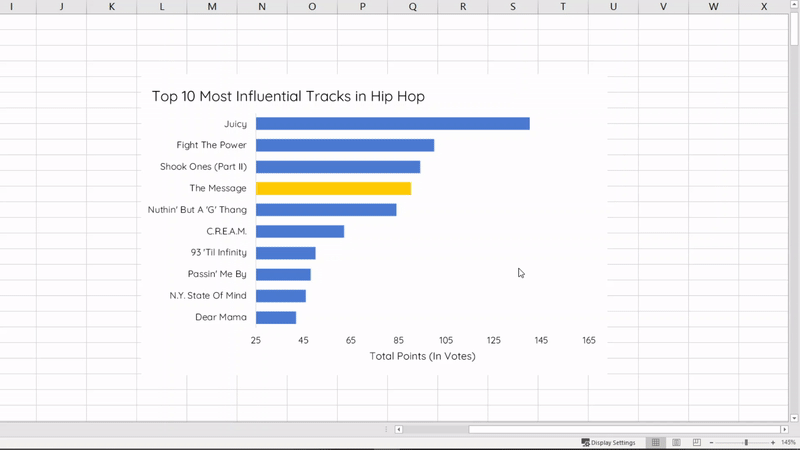 I J K L M N O P Q R S T U V W X
Top 10 Most Influential Tracks in Hip Hop
Juicy
Fight The Power
Shook Ones (Part II)
The Message
Nuthin' But A 'G' Thang
C.R.E.A.M.
93 'Til Infinity
Passin' Me By
N.Y. State Of Mind
Dear Mama
25 45 65 85 105 125 145 165
Total Points (In Votes)
Display Settings
145%